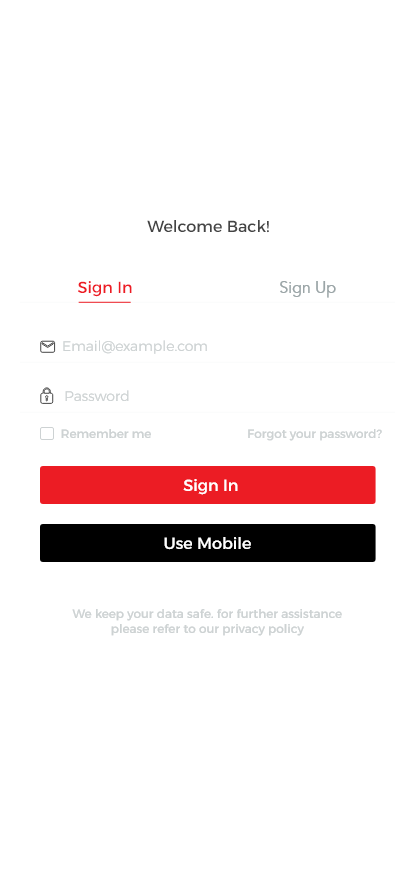 Welcome Back!
Sign In
Sign Up
Email@example.com
Password
Remember me
Forgot your password?
Sign In
Use Mobile
We keep your data safe. for further assistance
please refer to our privacy policy